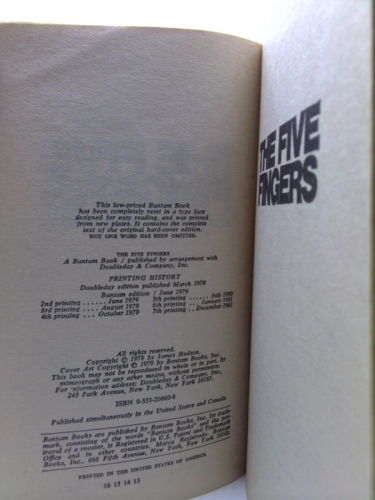 This low-priced Bantam Book
has been completely reset in a type face
designed for easy reading, and was printed
from new plates. It contains the complete
text of the original hard-cover edition.
NOT ONE WORD HAS BEEN OMITTED.
THE FIVE FINGERS
A Bantam Book / published by arrangement with
Doubleday & Company, Inc.
PRINTING HISTORY
Doubleday edition published March 1978
Bantam edition / June 1979
2nd printing ...... June 1979 5th printing ...... July 1980
3rd printing .... August 1979 6th printing .. January 1981
4th printing ... October 1979 7th printing .. December 1981
All rights reserved.
Copyright © 1978 by James Hudson.
Cover Art Copyright © 1979 by Bantam Books, Inc.
This book may not be reproduced in whole or in part, by
mimeograph or any other means, without permission.
For information address: Doubleday & Company, Inc.,
245 Park Avenue, New York, New York 10167.
ISBN 0-553-20860-8
Published simultaneously in the United States and Canada
Bantam Books are published by Bantam Books, Inc. Its trade-
mark, consisting of the words "Bantam Books" and the por-
trayal of a rooster, is Registered in U.S. Patent and Trademark
Office and in other countries. Marca Registrada. Bantam
Books, Inc., 666 Fifth Avenue, New York, New York 10103.
PRINTED IN THE UNITED STATES OF AMERICA
16 15 14 13
THE FIVE
FINGERS